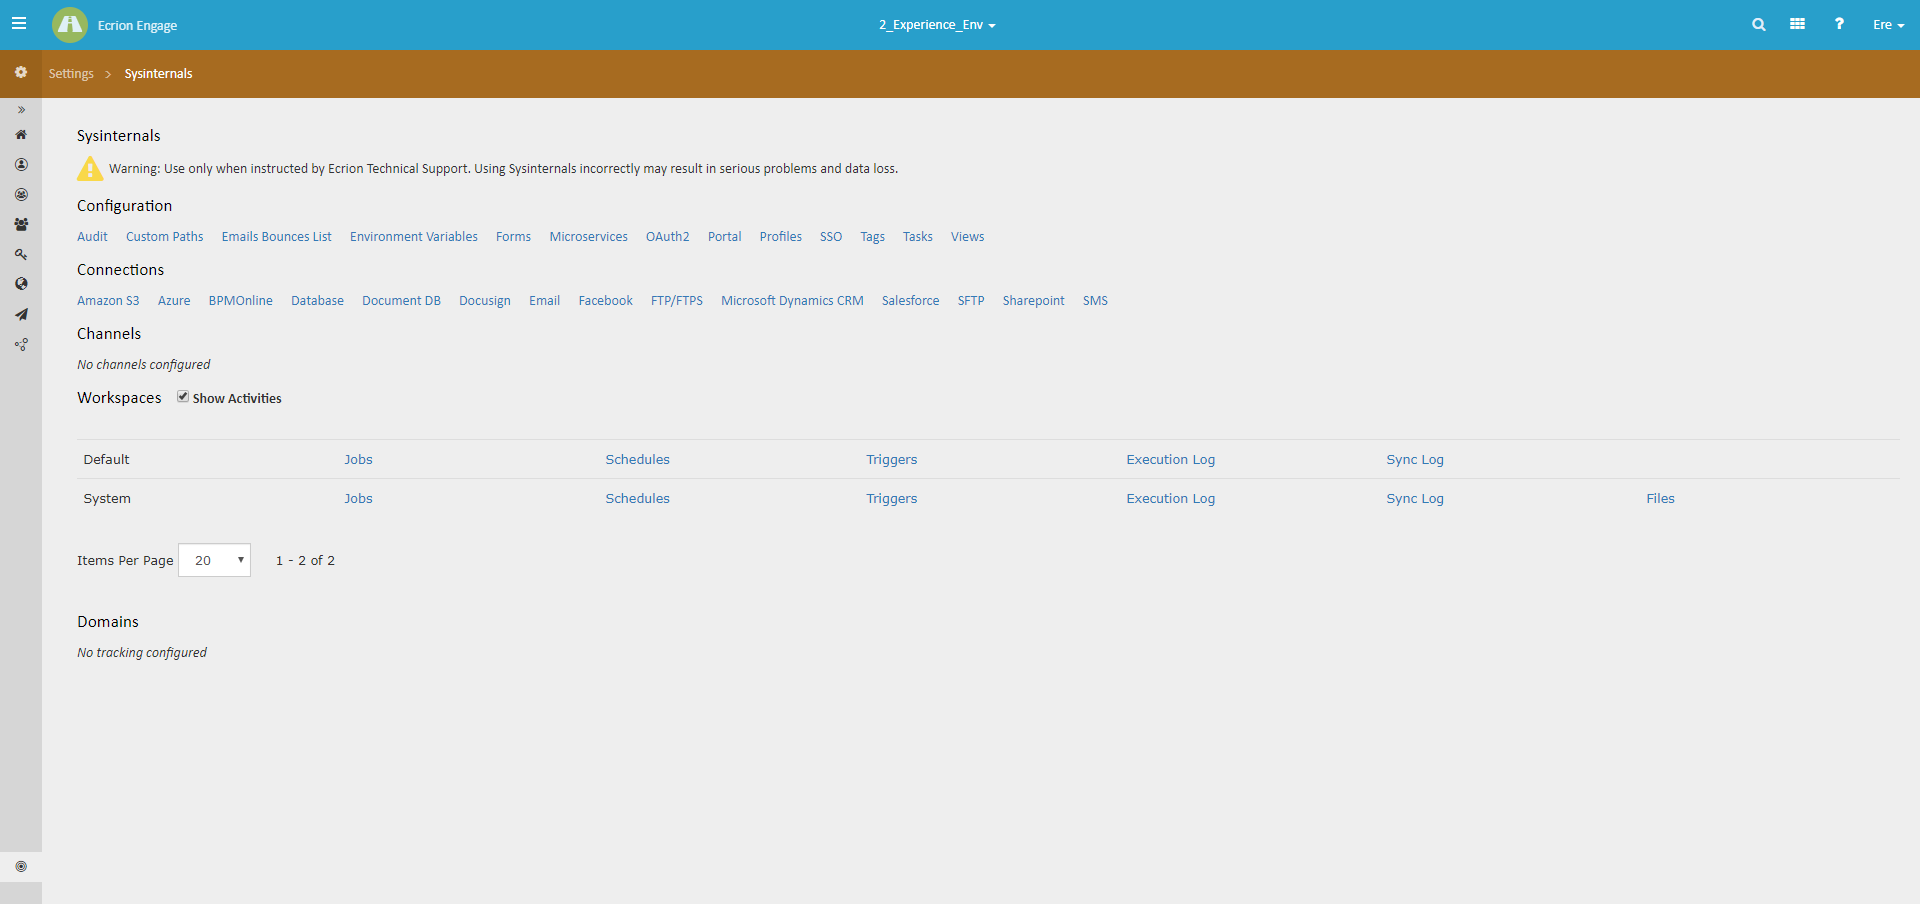 Ecrion Engage 2_Experience_Env ? Ere
Settings > Sysinternals
Sysinternals
Warning: Use only when instructed by Ecrion Technical Support. Using Sysinternals incorrectly may result in serious problems and data loss.
Configuration
Audit Custom Paths Emails Bounces List Environment Variables Forms Microservices OAuth2 Portal Profiles SSO Tags Tasks Views
Connections
Amazon S3 Azure BPMOnline Database Document DB Docusign Email Facebook FTP/FTPS Microsoft Dynamics CRM Salesforce SFTP Sharepoint SMS
Channels
No channels configured
Workspaces Show Activities
Default Jobs Schedules Triggers Execution Log Sync Log
System Jobs Schedules Triggers Execution Log Sync Log Files
Items Per Page 20 1 - 2 of 2
Domains
No tracking configured